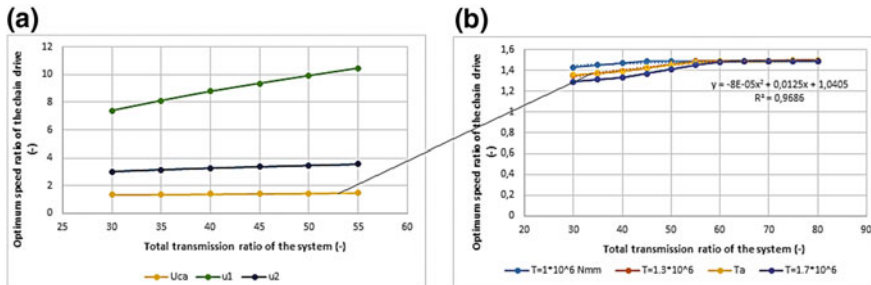 (a)
Optimum speed ratio of the chain drive
(-)
12
10
8
6
4
2
0
25
30
35
40
45
50
55
60
Total transmission ratio of the system (-)
Uca
u1
u2
(b)
Optimum speed ratio of the chain drive
(-)
1,6
1,4
1,2
1
0,8
0,6
0,4
0,2
0
20
30
40
50
60
70
80
90
y = -8E-05x² + 0,0125x + 1,0405
R² = 0,9686
Total transmission ratio of the system (-)
T=1*10^6 Nmm
T=1.3*10^6
Ta
T=1.7*10^6